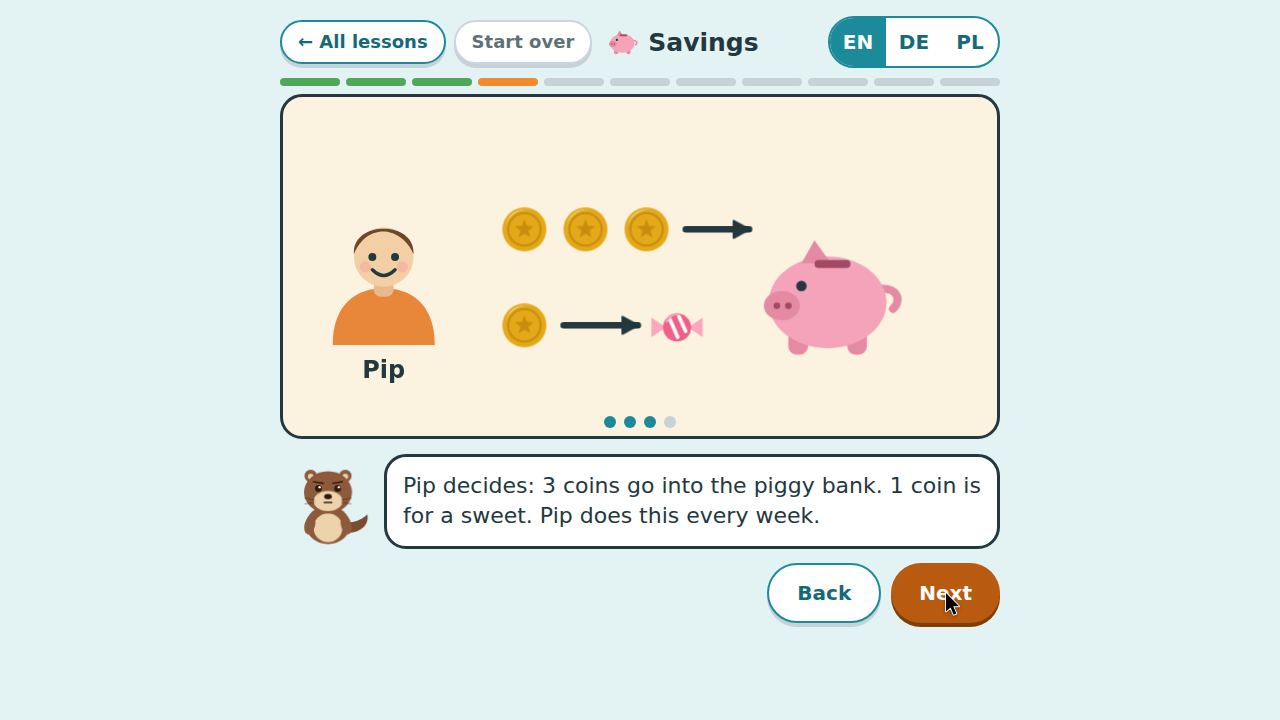 ← All lessons
Start over
Savings
EN DE PL
Pip
Pip decides: 3 coins go into the piggy bank. 1 coin is
for a sweet. Pip does this every week.
Back
Next